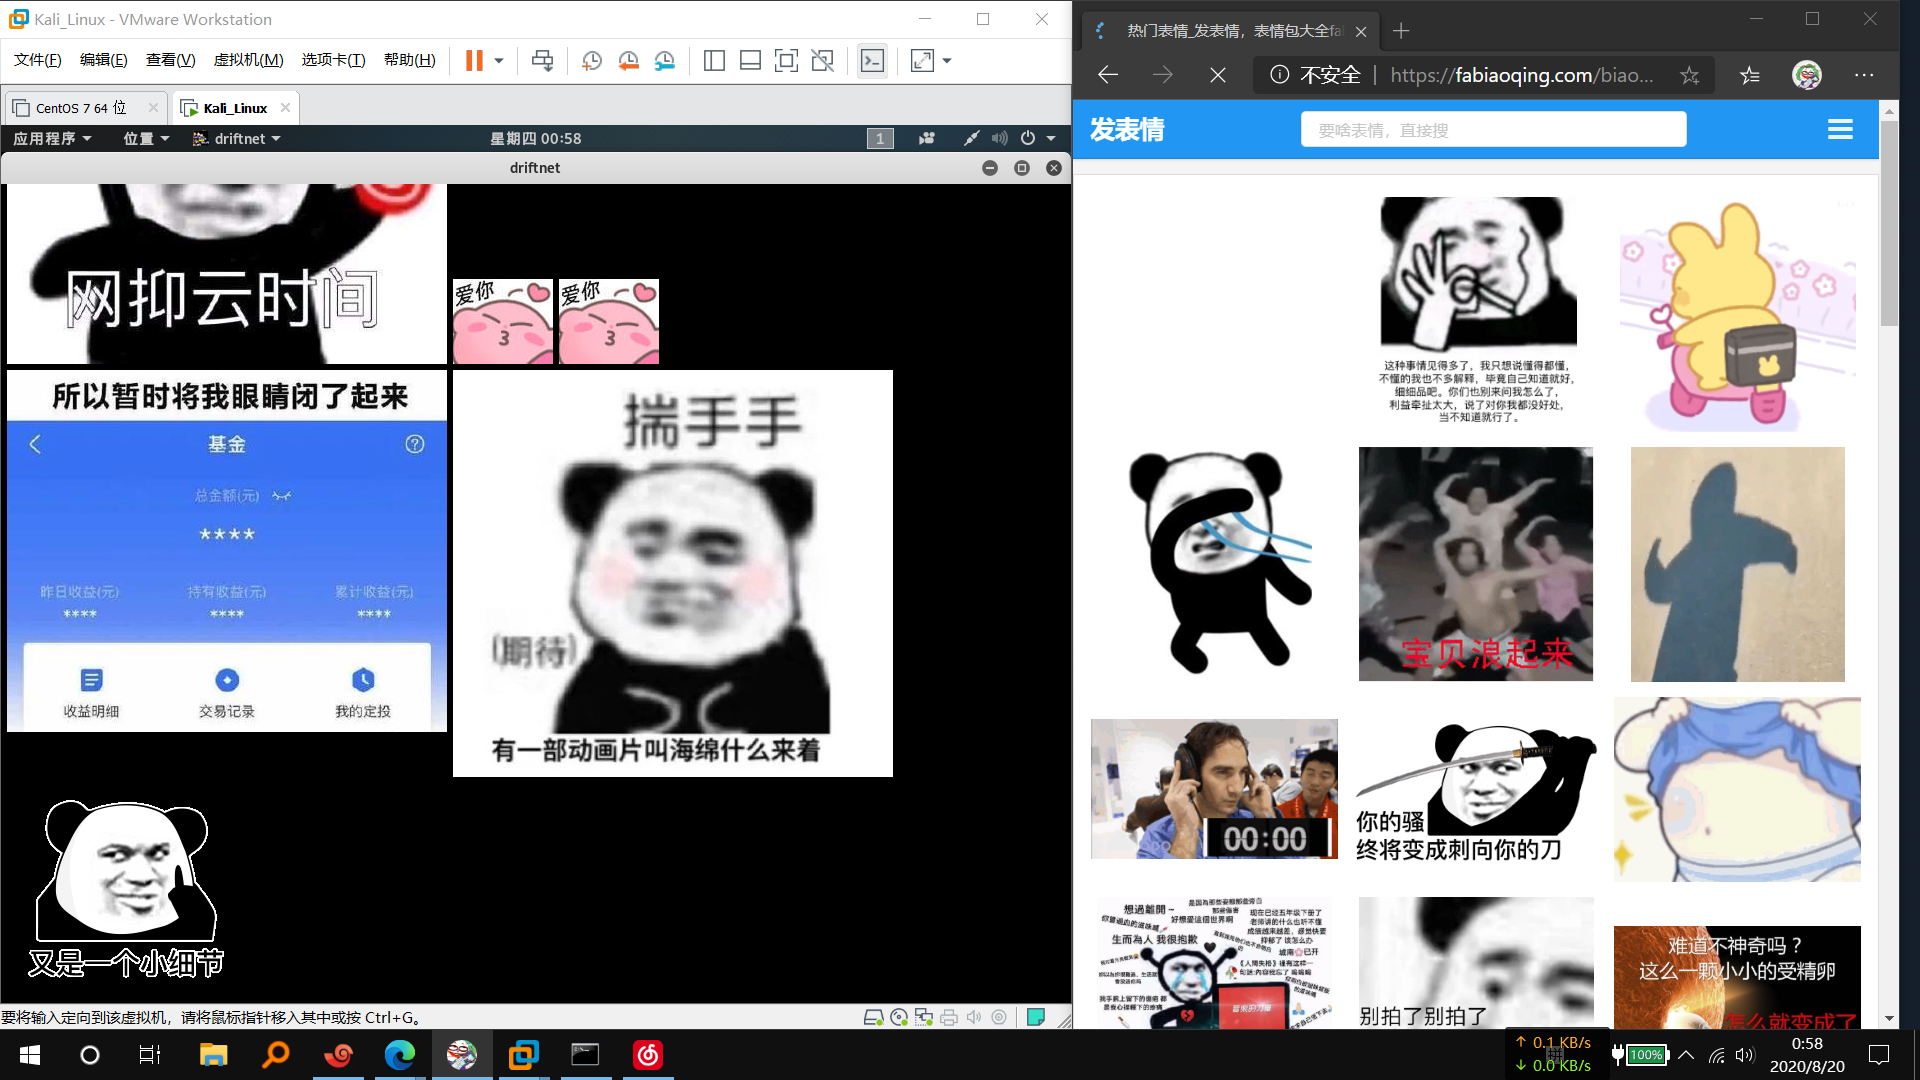 Kali_Linux - VMware Workstation
文件(F) 编辑(E) 查看(V) 虚拟机(M) 选项卡(T) 帮助(H)
CentOS 7 64 位
Kali_Linux
应用程序 位置 driftnet
星期四 00:58
1
driftnet
网抑云时间
爱你
爱你
所以暂时将我眼睛闭了起来
基金
总金额(元)
****
昨日收益(元) 持有收益(元) 累计收益(元)
**** **** ****
收益明细 交易记录 我的定投
揣手手
(期待)
有一部动画片叫海绵什么来着
又是一个小细节
要将输入定向到该虚拟机，请将鼠标指针移入其中或按 Ctrl+G。
热门表情_发表情，表情包大全fa
不安全 https://fabiaoqing.com/biao...
发表情
要啥表情，直接搜
这种事情见得多了，我只想说懂得都懂，
不懂的我也不多解释，毕竟自己知道就好，
细细品吧。你们也别来问我怎么了，
利益牵扯太大，说了对你我都没好处，
当不知道就行了。
宝贝浪起来
00:00
你的骚
终将变成刺向你的刀
想過離開~
好想愛這個世界啊
生而為人 我很抱歉
别拍了别拍了
难道不神奇吗？
这么一颗小小的受精卵
怎么就变成了
0.1 KB/s
0.0 KB/s
100%
0:58
2020/8/20